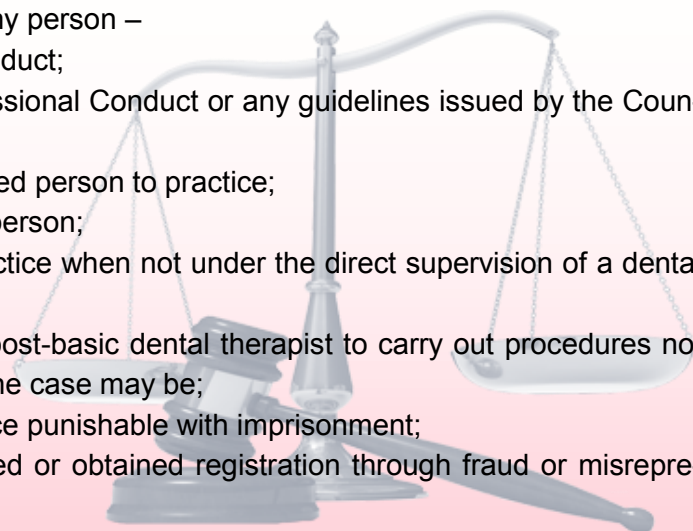 ny person –
duct;
ssional Conduct or any guidelines issued by the Coun
ed person to practice;
person;
ctice when not under the direct supervision of a denta
post-basic dental therapist to carry out procedures no
he case may be;
ce punishable with imprisonment;
ed or obtained registration through fraud or misrepre